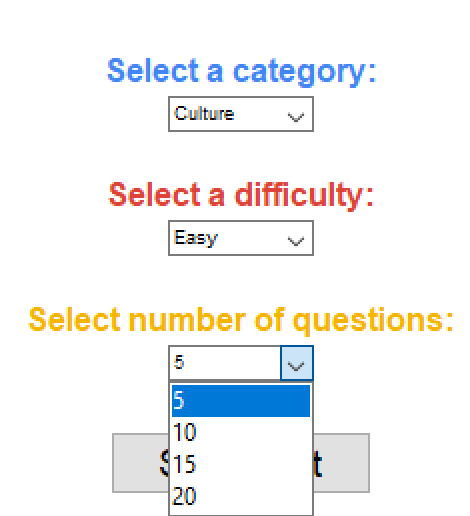 Select a category:
Culture
Select a difficulty:
Easy
Select number of questions:
5
5
10
15
20